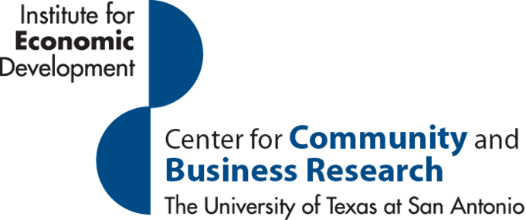 Institute for
Economic
Development
Center for Community and
Business Research
The University of Texas at San Antonio